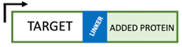 TARGET LINKER ADDED PROTEIN